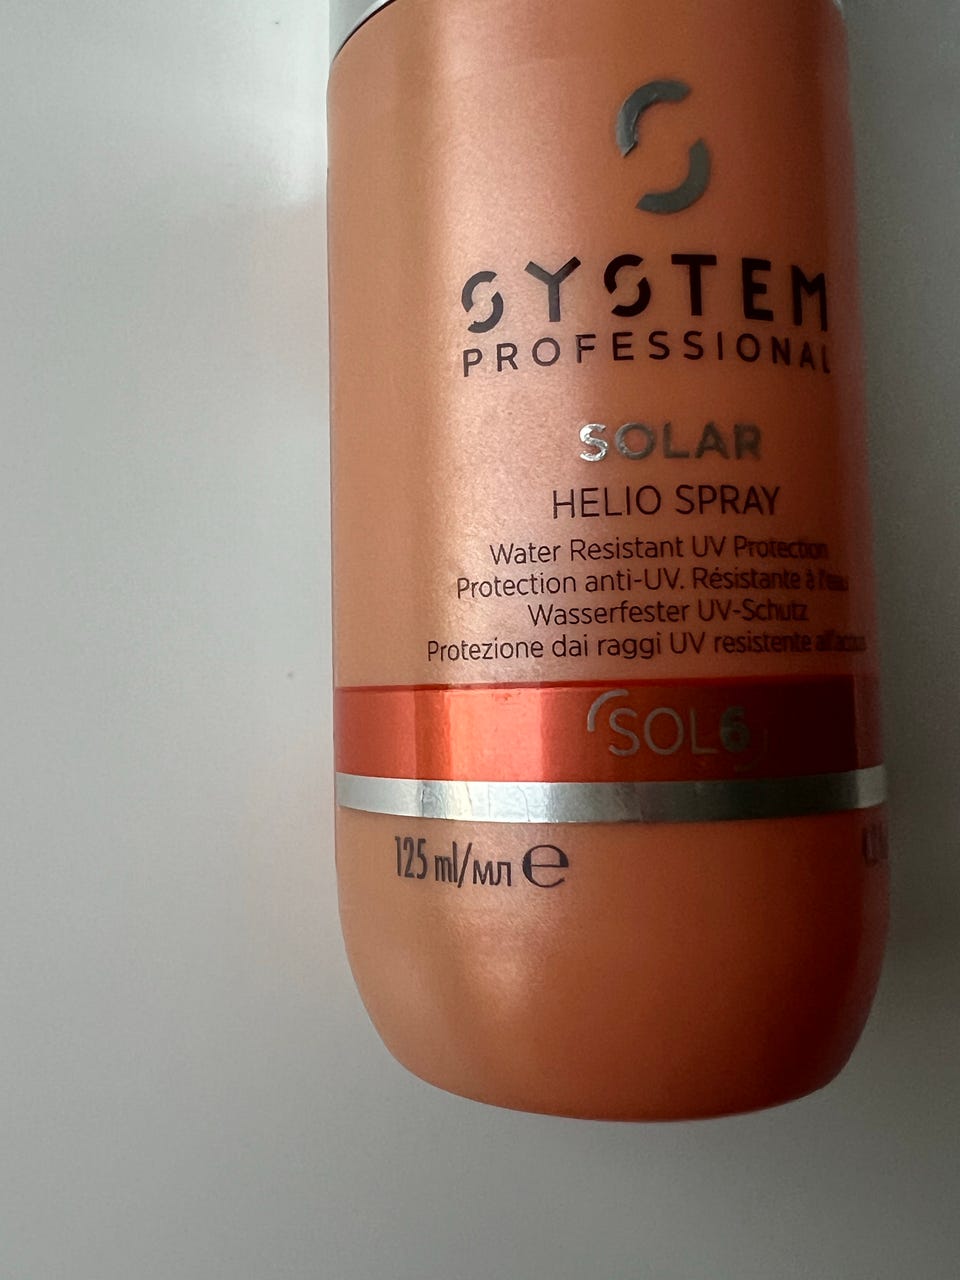 SYSTEM
PROFESSIONAL
SOLAR
HELIO SPRAY
Water Resistant UV Protection
Protection anti-UV. Résistante à l'eau
Wasserfester UV-Schutz
Protezione dai raggi UV resistente all'acqua
SOL6
125 ml/мл e